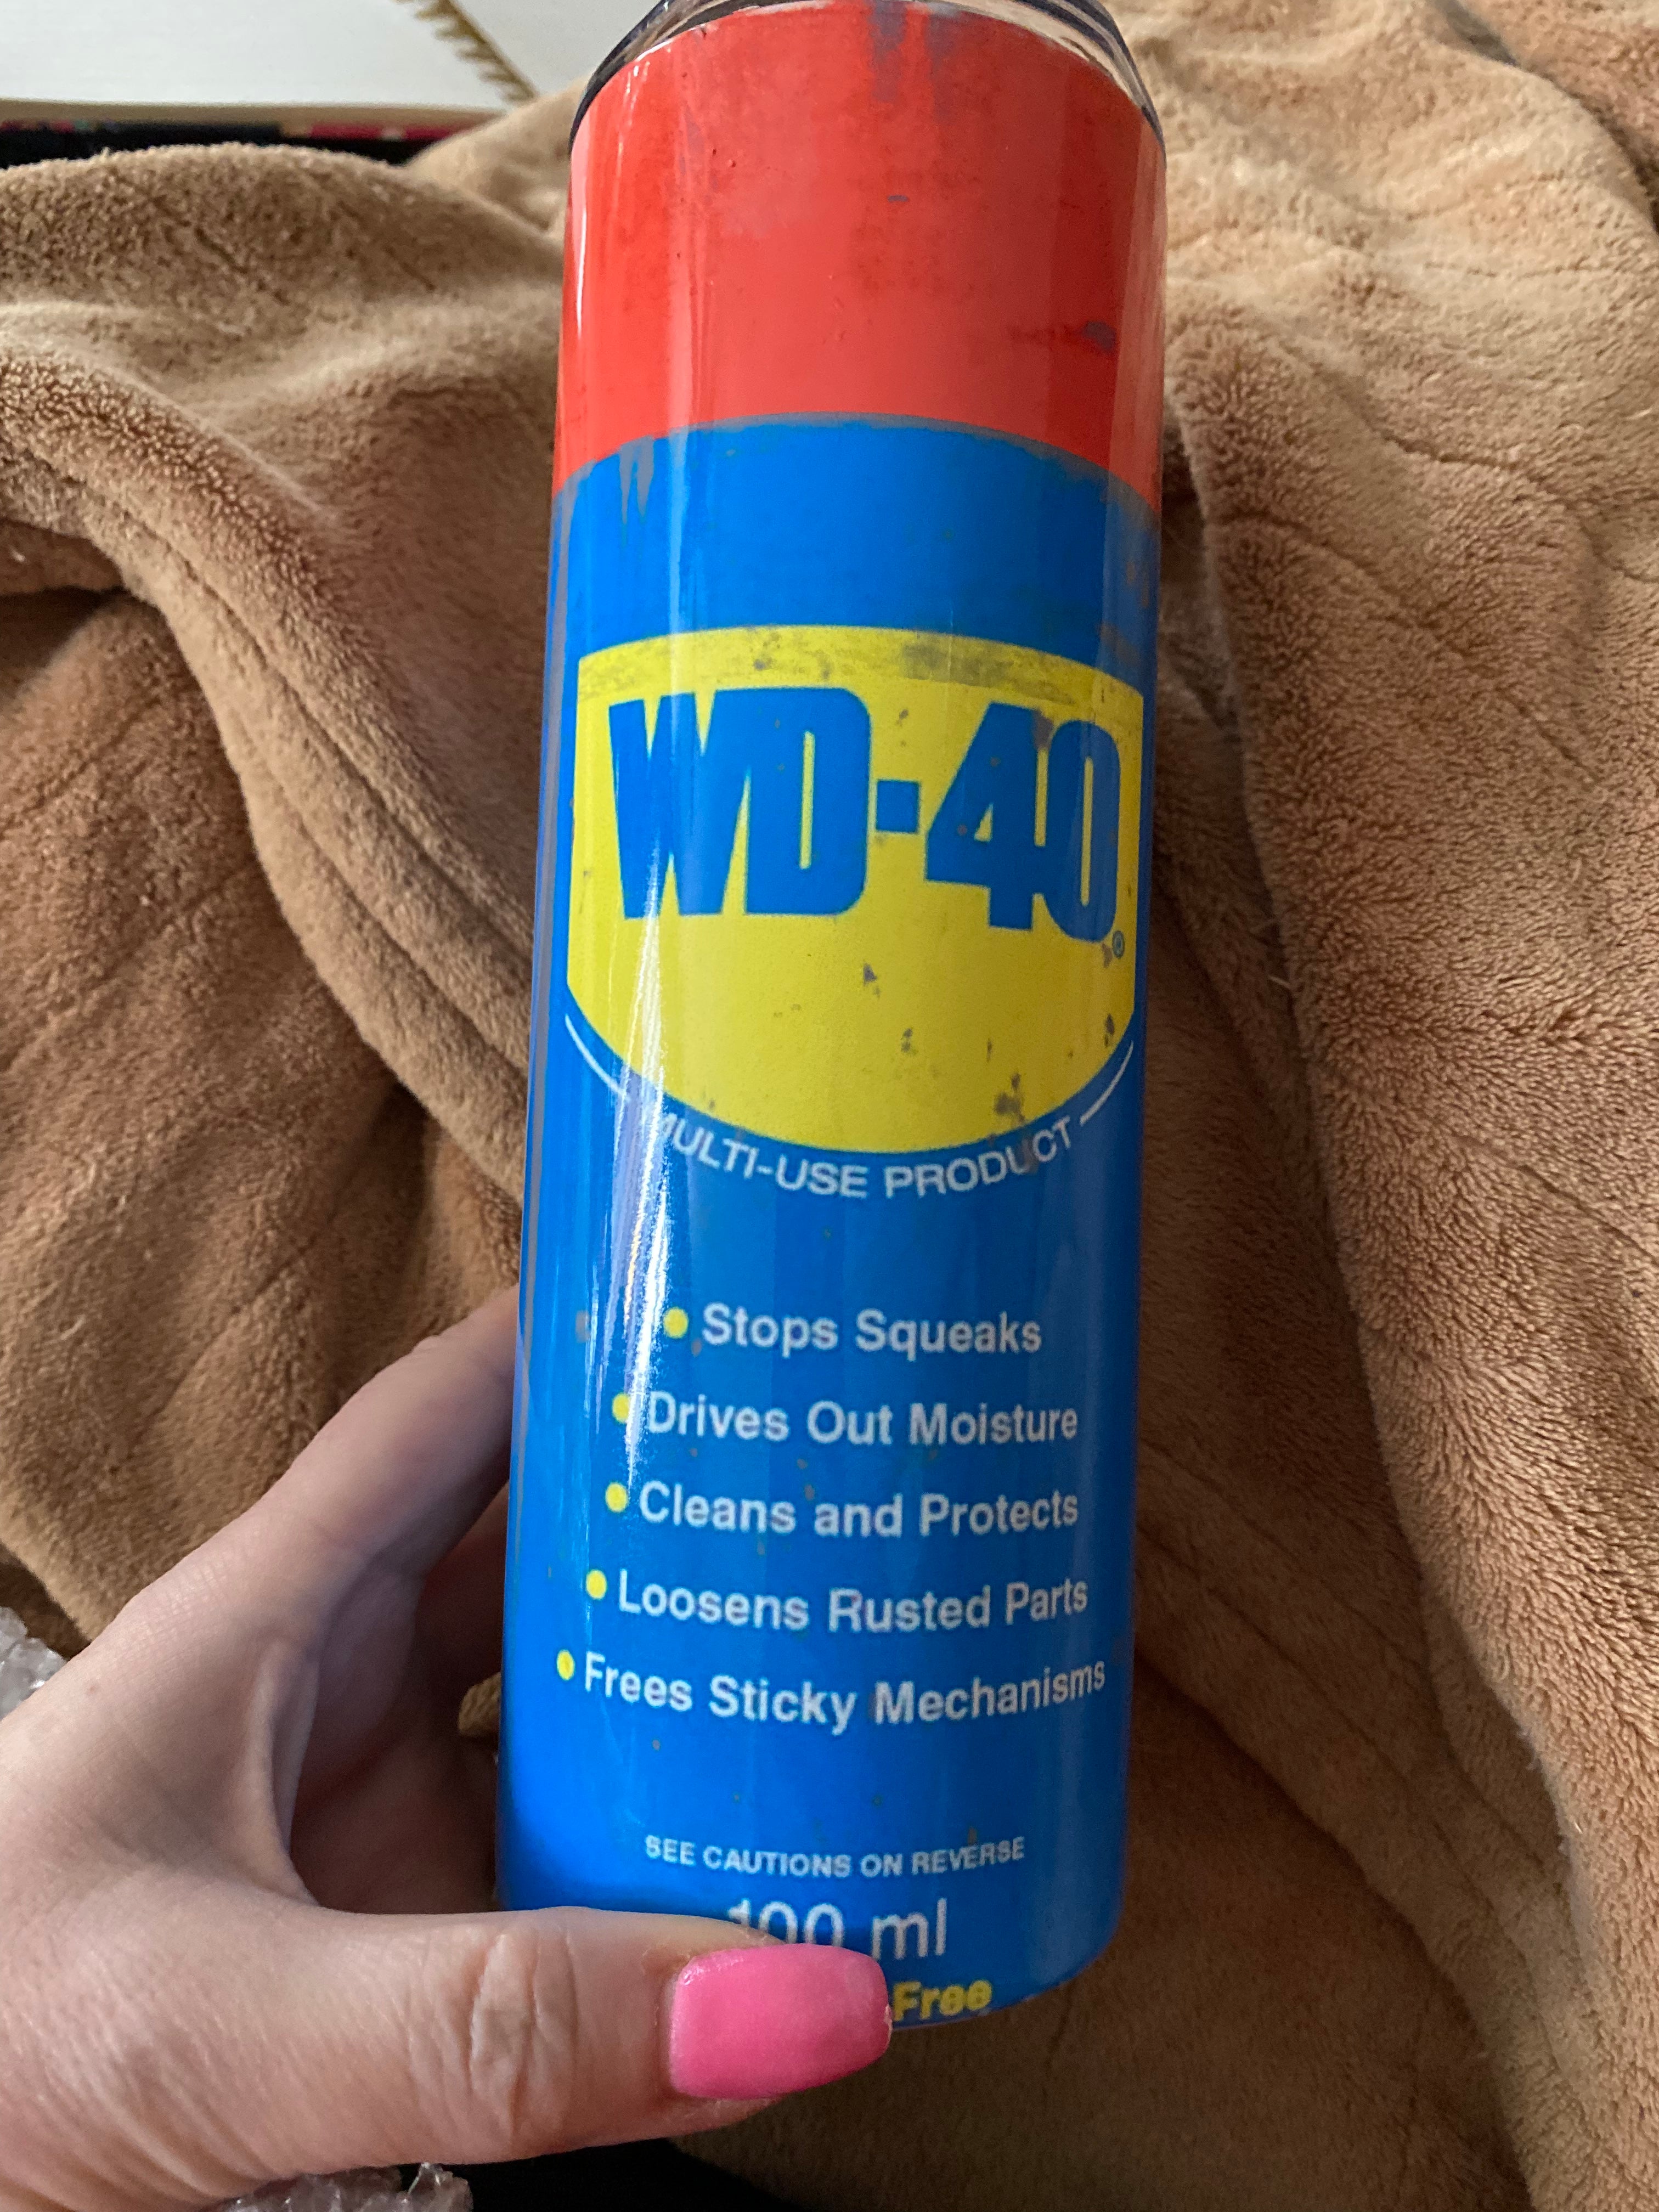 WD-40®
MULTI-USE PRODUCT
• Stops Squeaks
• Drives Out Moisture
• Cleans and Protects
• Loosens Rusted Parts
• Frees Sticky Mechanisms
SEE CAUTIONS ON REVERSE
100 ml
Free